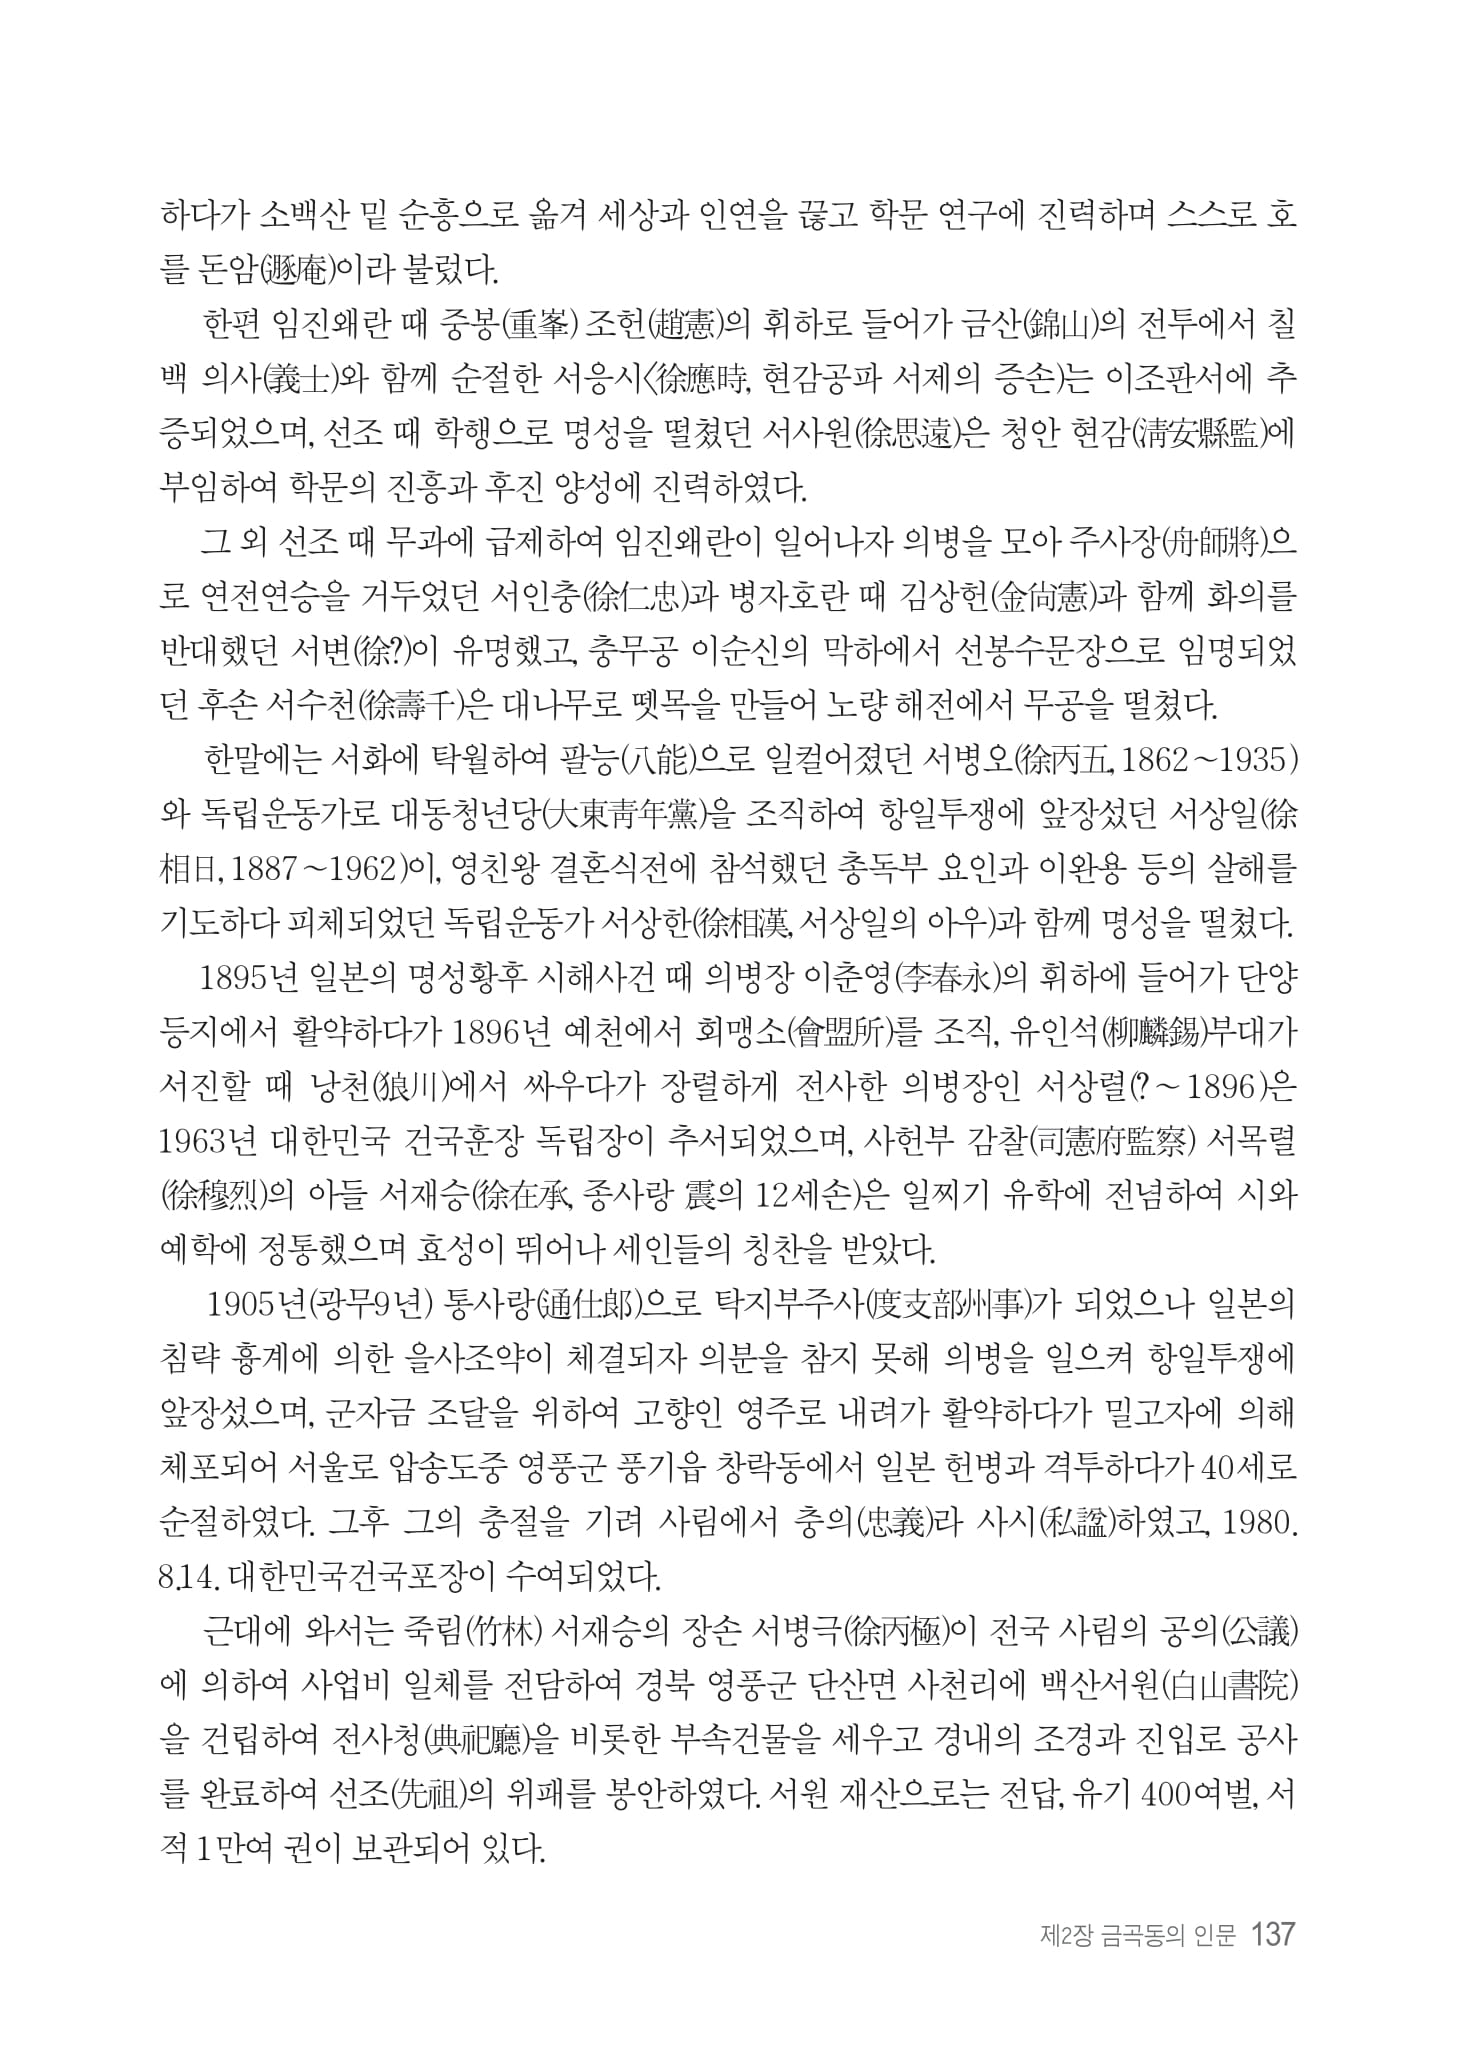 하다가 소백산 밑 순흥으로 옮겨 세상과 인연을 끊고 학문 연구에 진력하며 스스로 호
를 돈암(遯庵)이라 불렀다.
한편 임진왜란 때 중봉(重峯) 조헌(趙憲)의 휘하로 들어가 금산(錦山)의 전투에서 칠
백 의사(義士)와 함께 순절한 서응시〈徐應時, 현감공파 서제의 증손)는 이조판서에 추
증되었으며, 선조 때 학행으로 명성을 떨쳤던 서사원(徐思遠)은 청안 현감(淸安縣監)에
부임하여 학문의 진흥과 후진 양성에 진력하였다.
그 외 선조 때 무과에 급제하여 임진왜란이 일어나자 의병을 모아 주사장(舟師將)으
로 연전연승을 거두었던 서인충(徐仁忠)과 병자호란 때 김상헌(金尙憲)과 함께 화의를
반대했던 서변(徐?)이 유명했고, 충무공 이순신의 막하에서 선봉수문장으로 임명되었
던 후손 서수천(徐壽千)은 대나무로 뗏목을 만들어 노량 해전에서 무공을 떨쳤다.
한말에는 서화에 탁월하여 팔능(八能)으로 일컬어졌던 서병오(徐丙五, 1862～1935)
와 독립운동가로 대동청년당(大東靑年黨)을 조직하여 항일투쟁에 앞장섰던 서상일(徐
相日, 1887～1962)이, 영친왕 결혼식전에 참석했던 총독부 요인과 이완용 등의 살해를
기도하다 피체되었던 독립운동가 서상한(徐相漢, 서상일의 아우)과 함께 명성을 떨쳤다.
1895년 일본의 명성황후 시해사건 때 의병장 이춘영(李春永)의 휘하에 들어가 단양
등지에서 활약하다가 1896년 예천에서 회맹소(會盟所)를 조직, 유인석(柳麟錫)부대가
서진할 때 낭천(狼川)에서 싸우다가 장렬하게 전사한 의병장인 서상렬(?～1896)은
1963년 대한민국 건국훈장 독립장이 추서되었으며, 사헌부 감찰(司憲府監察) 서목렬
(徐穆烈)의 아들 서재승(徐在承, 종사랑 震의 12세손)은 일찌기 유학에 전념하여 시와
예학에 정통했으며 효성이 뛰어나 세인들의 칭찬을 받았다.
1905년(광무9년) 통사랑(通仕郞)으로 탁지부주사(度支部州事)가 되었으나 일본의
침략 흉계에 의한 을사조약이 체결되자 의분을 참지 못해 의병을 일으켜 항일투쟁에
앞장섰으며, 군자금 조달을 위하여 고향인 영주로 내려가 활약하다가 밀고자에 의해
체포되어 서울로 압송도중 영풍군 풍기읍 창락동에서 일본 헌병과 격투하다가 40세로
순절하였다. 그후 그의 충절을 기려 사림에서 충의(忠義)라 사시(私諡)하였고, 1980.
8.14. 대한민국건국포장이 수여되었다.
근대에 와서는 죽림(竹林) 서재승의 장손 서병극(徐丙極)이 전국 사림의 공의(公議)
에 의하여 사업비 일체를 전담하여 경북 영풍군 단산면 사천리에 백산서원(白山書院)
을 건립하여 전사청(典祀廳)을 비롯한 부속건물을 세우고 경내의 조경과 진입로 공사
를 완료하여 선조(先祖)의 위패를 봉안하였다. 서원 재산으로는 전답, 유기 400여벌, 서
적 1만여 권이 보관되어 있다.
제2장 금곡동의 인문 137